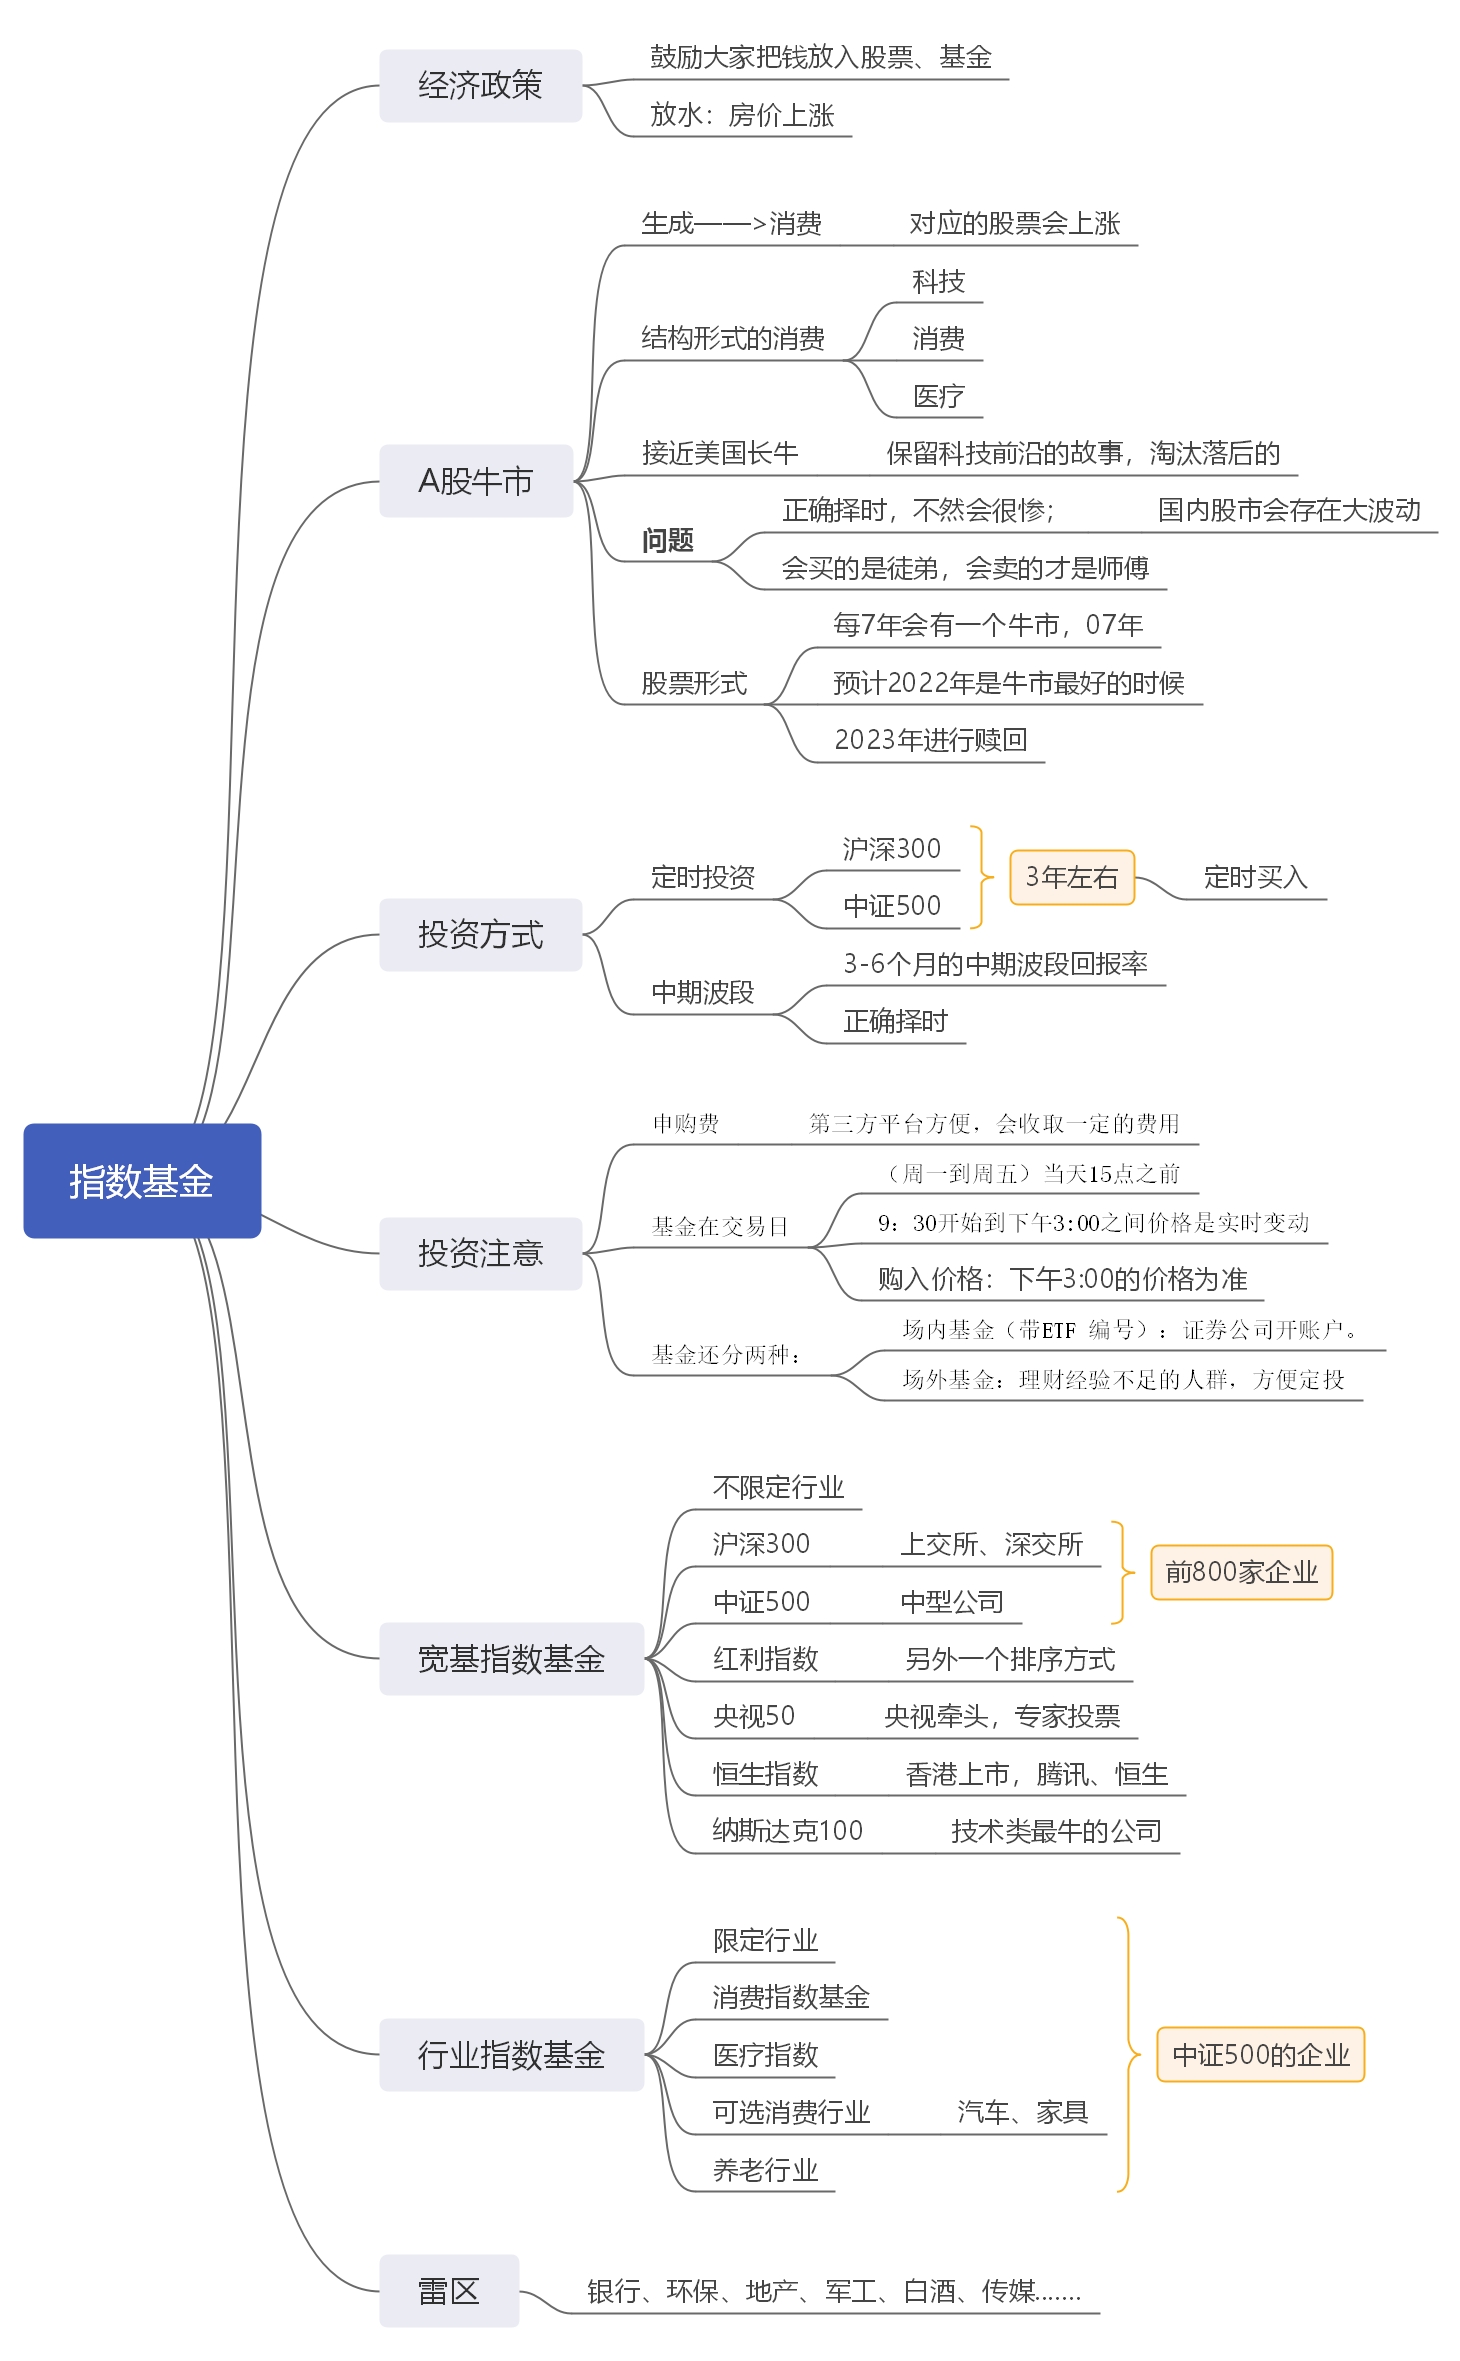 指数基金
经济政策
鼓励大家把钱放入股票、基金
放水：房价上涨
A股牛市
生成——>消费
对应的股票会上涨
结构形式的消费
科技
消费
医疗
接近美国长牛
保留科技前沿的故事，淘汰落后的
问题
正确择时，不然会很惨；
国内股市会存在大波动
会买的是徒弟，会卖的才是师傅
股票形式
每7年会有一个牛市，07年
预计2022年是牛市最好的时候
2023年进行赎回
投资方式
定时投资
沪深300
中证500
3年左右
定时买入
中期波段
3-6个月的中期波段回报率
正确择时
投资注意
申购费
第三方平台方便，会收取一定的费用
基金在交易日
（周一到周五）当天15点之前
9：30开始到下午3:00之间价格是实时变动
购入价格：下午3:00的价格为准
基金还分两种：
场内基金（带ETF 编号）：证券公司开账户。
场外基金：理财经验不足的人群，方便定投
宽基指数基金
不限定行业
沪深300
上交所、深交所
中证500
中型公司
前800家企业
红利指数
另外一个排序方式
央视50
央视牵头，专家投票
恒生指数
香港上市，腾讯、恒生
纳斯达克100
技术类最牛的公司
行业指数基金
限定行业
消费指数基金
医疗指数
可选消费行业
汽车、家具
养老行业
中证500的企业
雷区
银行、环保、地产、军工、白酒、传媒.......